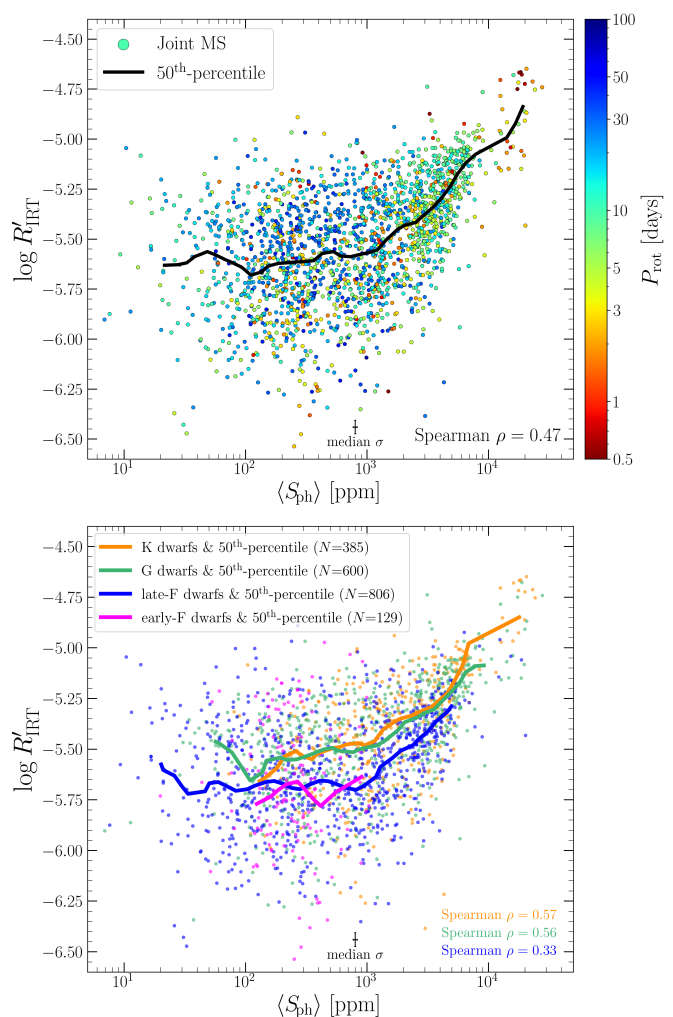 −4.50
−4.75
−5.00
−5.25
−5.50
−5.75
−6.00
−6.25
−6.50
log R′IRT
Joint MS
50th-percentile
median σ
Spearman ρ = 0.47
10¹ 10² 10³ 10⁴
⟨Sph⟩ [ppm]
100
50
30
10
5
3
1
0.5
Prot [days]
−4.50
−4.75
−5.00
−5.25
−5.50
−5.75
−6.00
−6.25
−6.50
log R′IRT
K dwarfs & 50th-percentile (N=385)
G dwarfs & 50th-percentile (N=600)
late-F dwarfs & 50th-percentile (N=806)
early-F dwarfs & 50th-percentile (N=129)
Spearman ρ = 0.57
Spearman ρ = 0.56
Spearman ρ = 0.33
median σ
10¹ 10² 10³ 10⁴
⟨Sph⟩ [ppm]